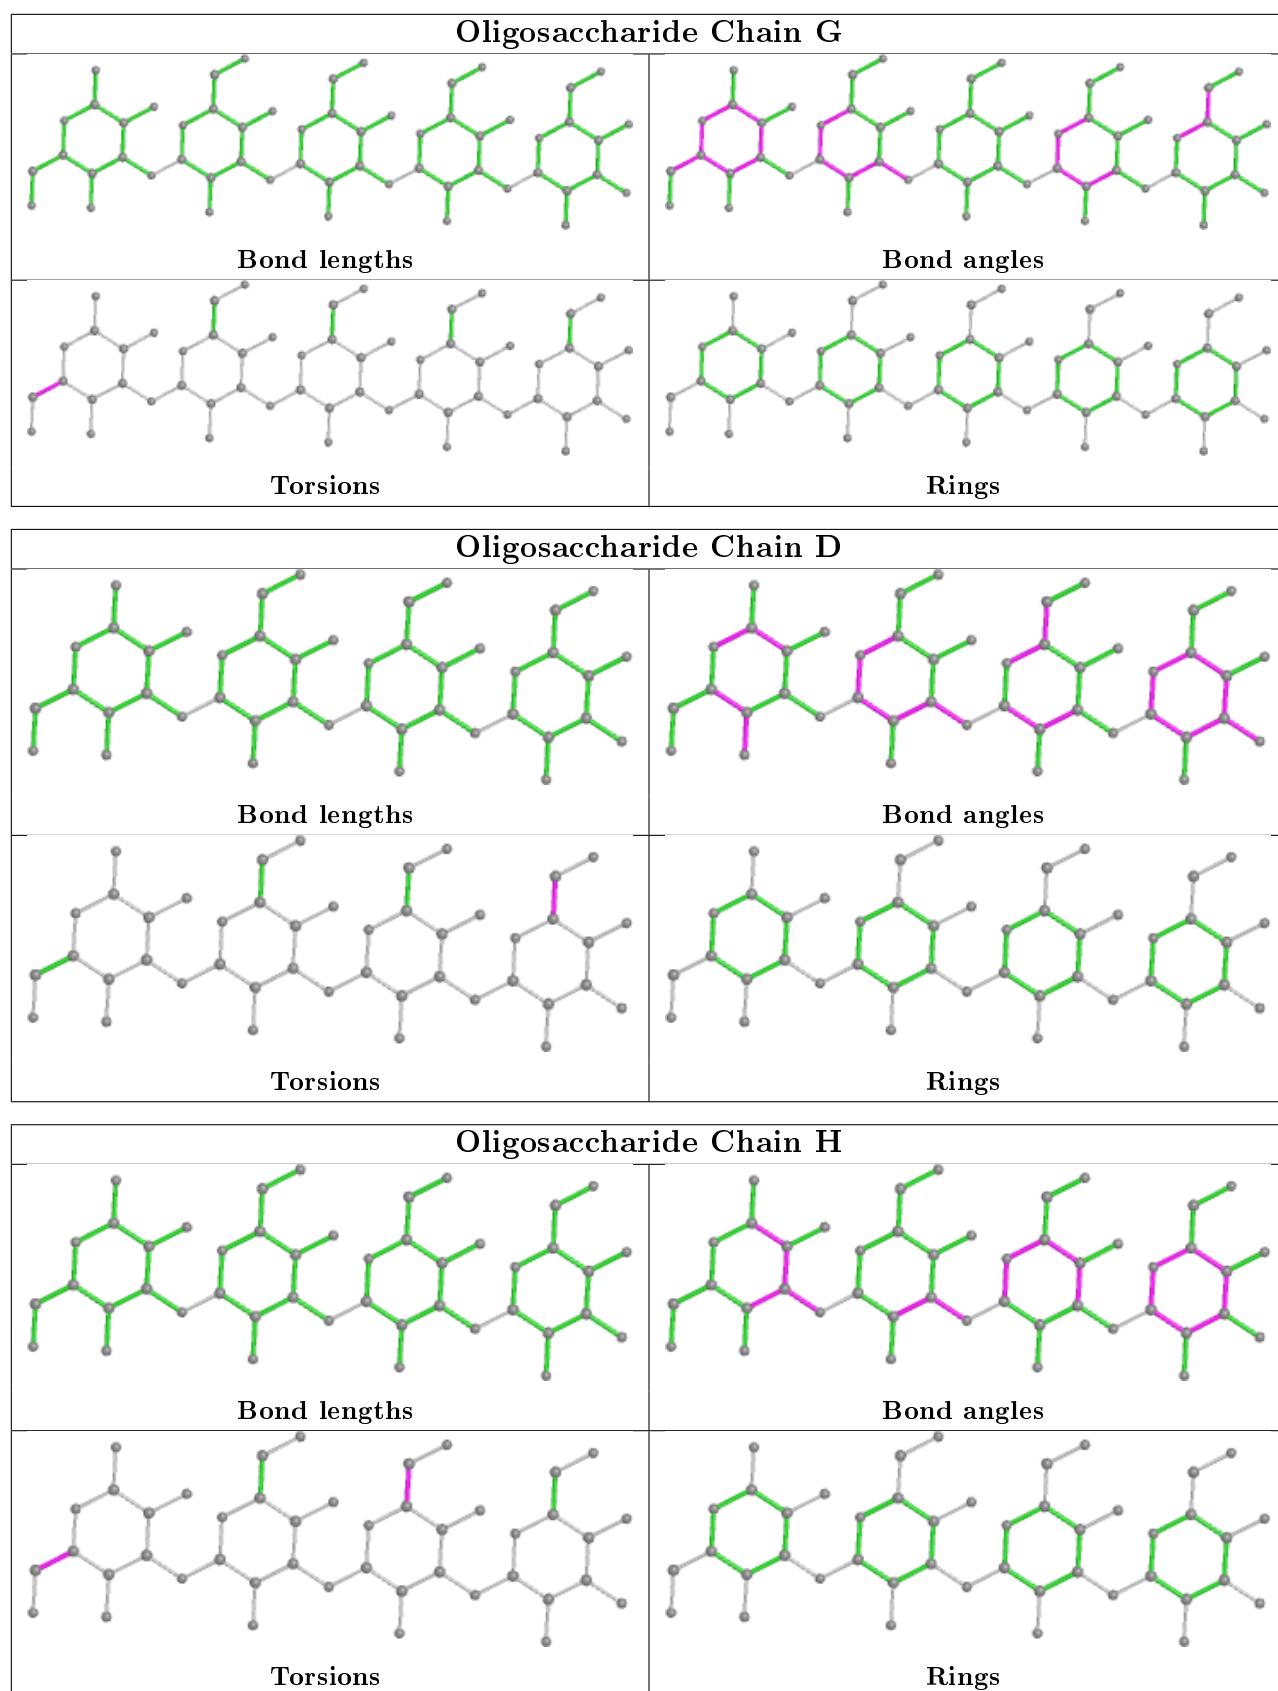 Oligosaccharide Chain G
Bond lengths
Bond angles
Torsions
Rings
Oligosaccharide Chain D
Bond lengths
Bond angles
Torsions
Rings
Oligosaccharide Chain H
Bond lengths
Bond angles
Torsions
Rings